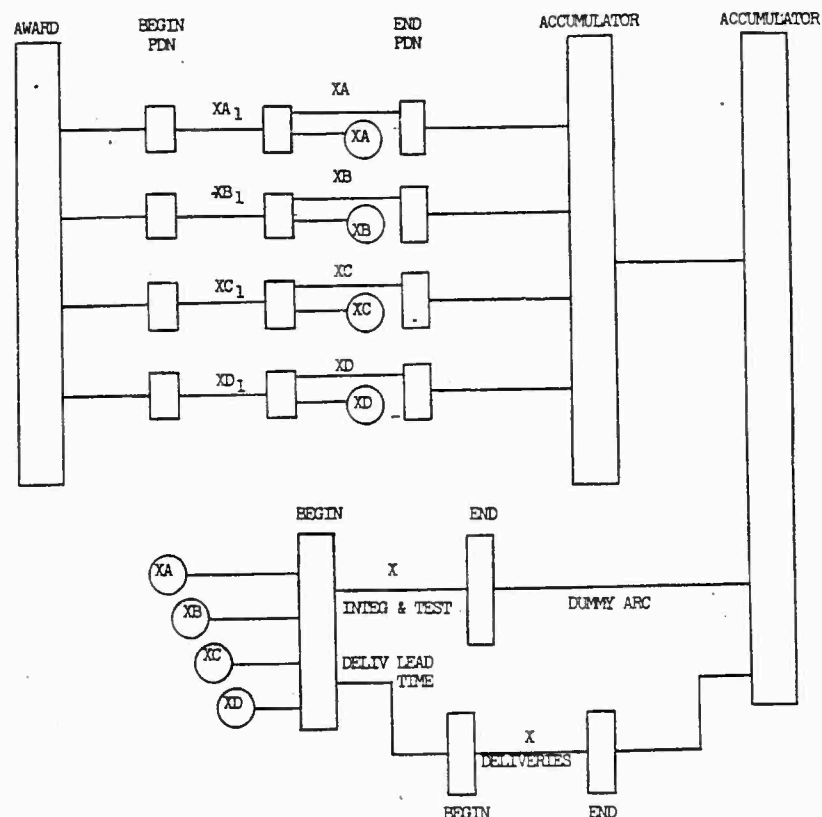 AWARD
BEGIN
PDN
END
PDN
ACCUMULATOR
ACCUMULATOR
XA1
XA
XA
XB1
XB
XB
XC1
XC
XC
XD1
XD
XD
BEGIN
END
XA
X
INTEG & TEST
DUMMY ARC
XB
XC
DELIV LEAD
TIME
XD
X
DELIVERIES
BEGIN
END